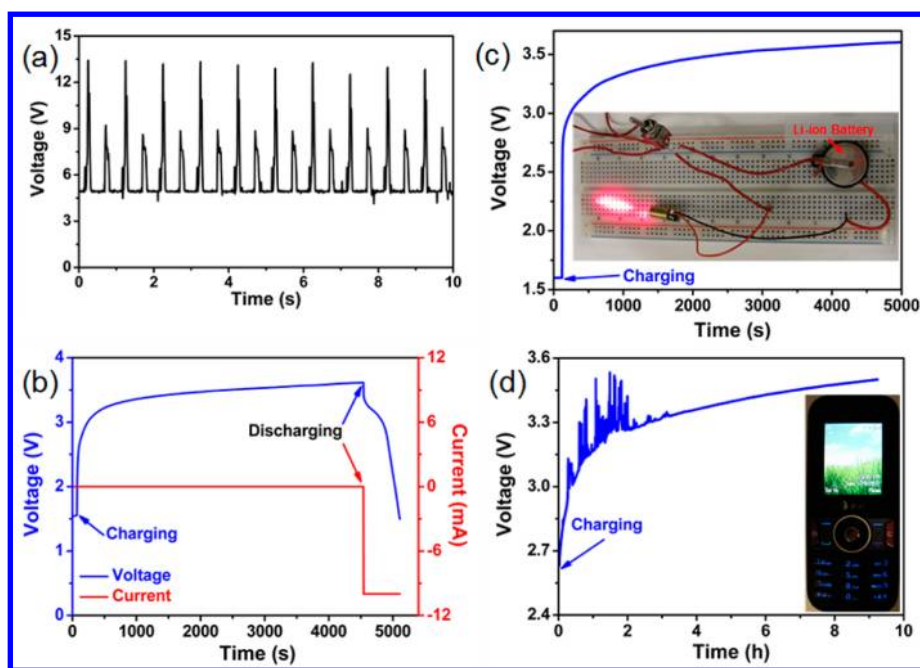 (a)
15
12
9
6
3
0
Voltage (V)
0 2 4 6 8 10
Time (s)
(c)
3.5
3.0
2.5
2.0
1.5
Voltage (V)
Li-ion Battery
Charging
0 1000 2000 3000 4000 5000
Time (s)
(b)
4
3
2
1
0
Voltage (V)
12
6
0
-6
-12
Current (mA)
Discharging
Charging
Voltage
Current
0 1000 2000 3000 4000 5000
Time (s)
(d)
3.6
3.3
3.0
2.7
2.4
Voltage (V)
Charging
0 2 4 6 8 10
Time (h)